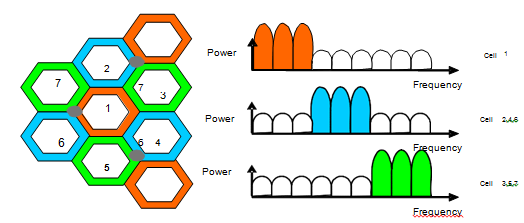 2
7
7
3
1
6
6
4
5
Power
Frequency
Cell 1
Power
Frequency
Cell 2,4,6
Power
Frequency
Cell 3,5,7